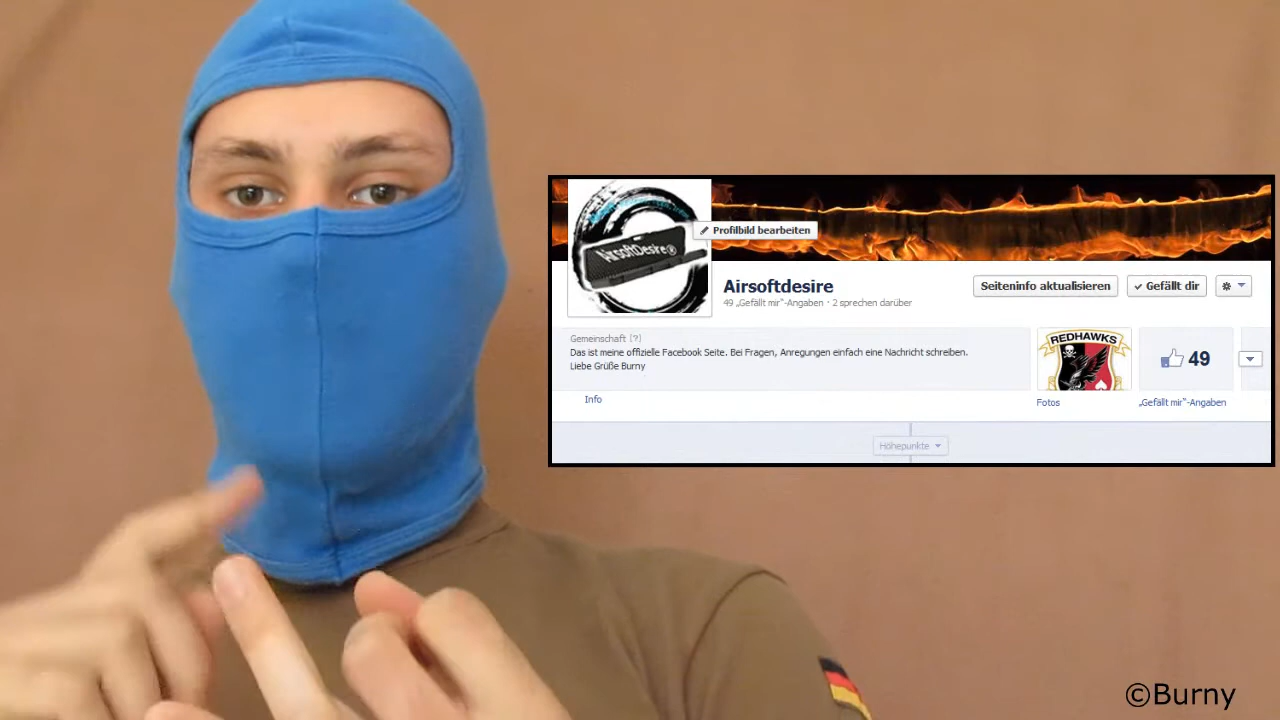 AirsoftDesire®
Profilbild bearbeiten
Airsoftdesire
49 „Gefällt mir“-Angaben · 2 sprechen darüber
Seiteninfo aktualisieren
Gefällt dir
Gemeinschaft [?]
Das ist meine offizielle Facebook Seite. Bei Fragen, Anregungen einfach eine Nachricht schreiben.
Liebe Grüße Burny
REDHAWKS
49
Info
Fotos
„Gefällt mir“-Angaben
Höhepunkte
©Burny